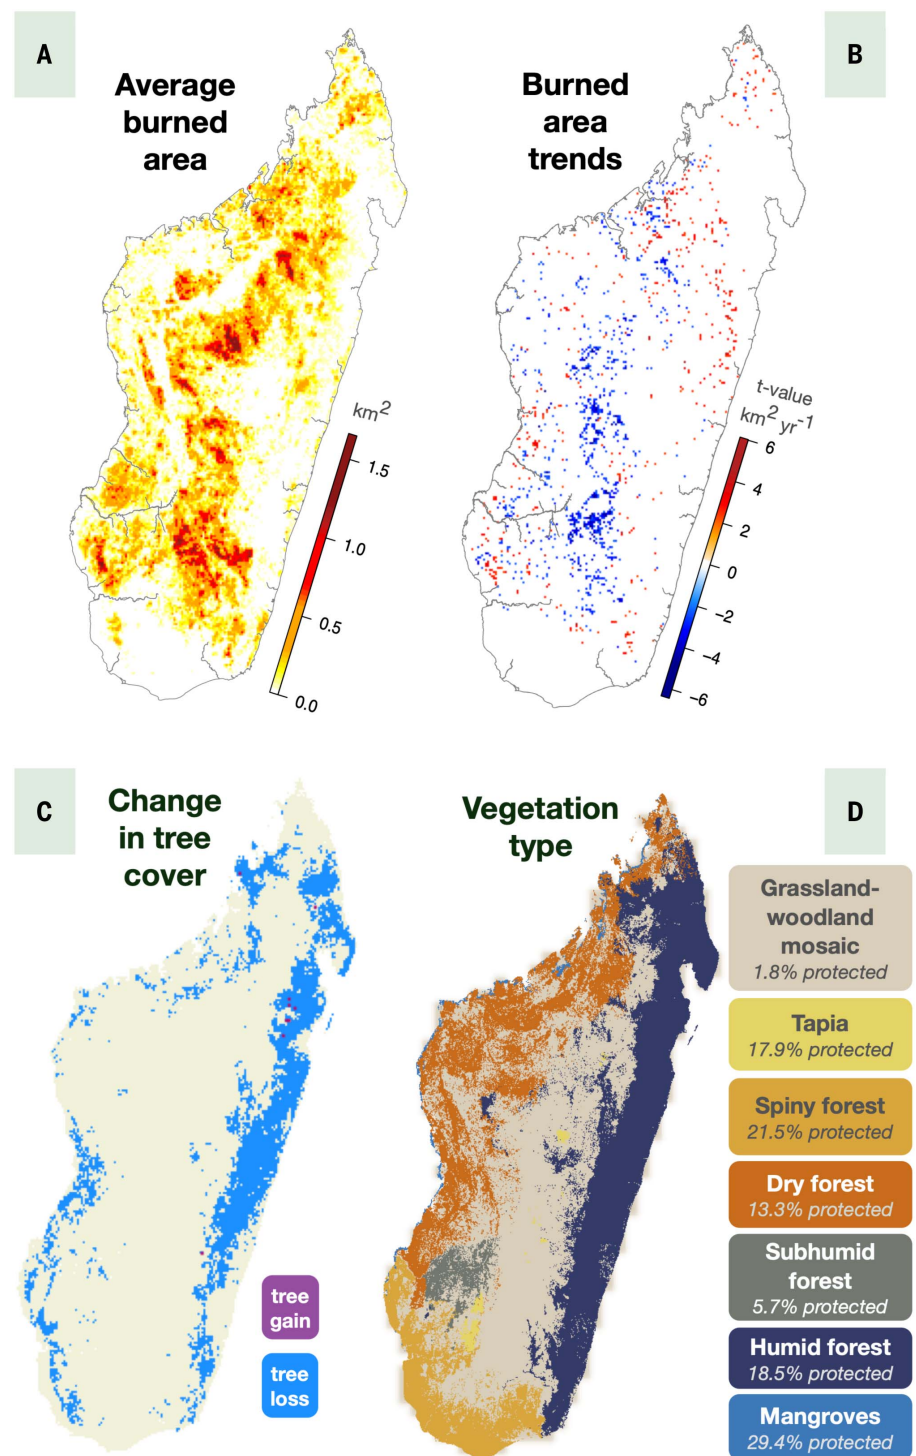 A
Average
burned
area
km2
1.5
1.0
0.5
0.0
B
Burned
area
trends
t-value
km2 yr-1
6
4
2
0
−2
−4
−6
C
Change
in tree
cover
tree
gain
tree
loss
D
Vegetation
type
Grassland-
woodland
mosaic
1.8% protected
Tapia
17.9% protected
Spiny forest
21.5% protected
Dry forest
13.3% protected
Subhumid
forest
5.7% protected
Humid forest
18.5% protected
Mangroves
29.4% protected